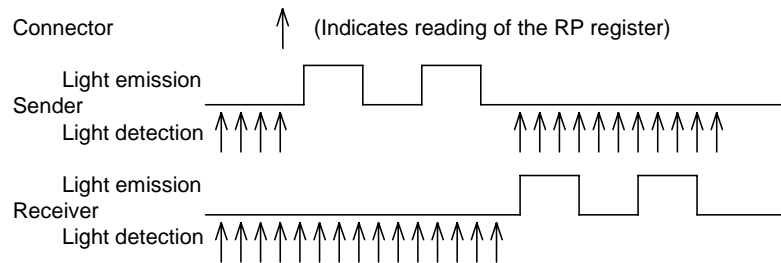 Connector (Indicates reading of the RP register)
Light emission
Sender
Light detection
Light emission
Receiver
Light detection